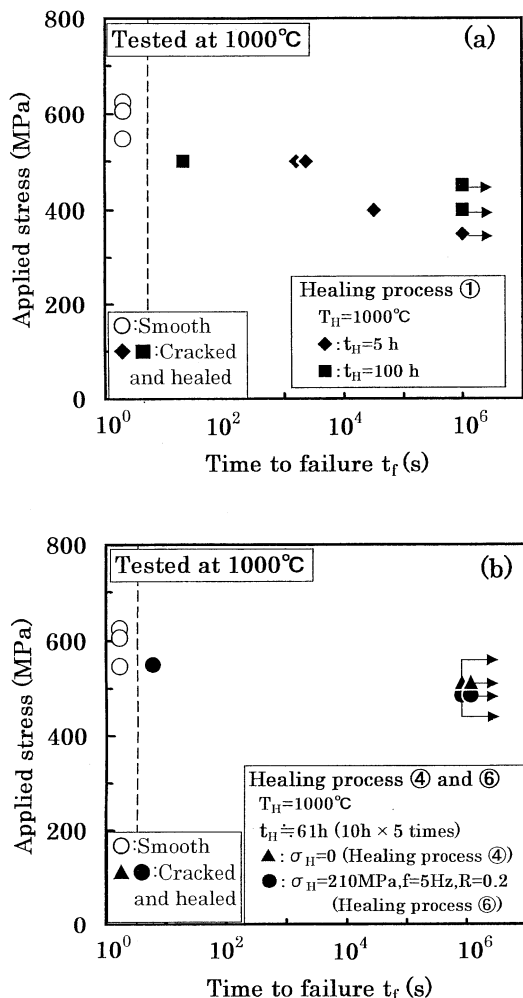 800
Tested at 1000℃
(a)
600
400
200
0
Applied stress (MPa)
○:Smooth
◆ ■:Cracked
and healed
Healing process ①
T_H=1000℃
◆: t_H=5 h
■: t_H=100 h
10^0
10^2
10^4
10^6
Time to failure t_f (s)
800
Tested at 1000℃
(b)
600
400
200
0
Applied stress (MPa)
○:Smooth
▲ ●:Cracked
and healed
Healing process ④ and ⑥
T_H=1000℃
t_H≒61h (10h × 5 times)
▲: σ_H=0 (Healing process ④)
●: σ_H=210MPa,f=5Hz,R=0.2
(Healing process ⑥)
10^0
10^2
10^4
10^6
Time to failure t_f (s)